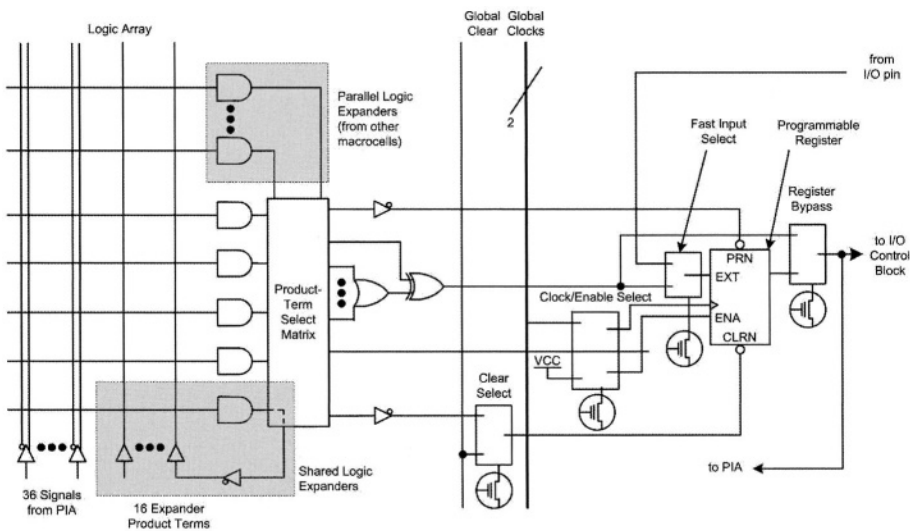 Logic Array
Global
Clear
Global
Clocks
Parallel Logic
Expanders
(from other
macrocells)
2
from
I/O pin
Fast Input
Select
Programmable
Register
Register
Bypass
to I/O
Control
Block
PRN
EXT
ENA
CLRN
Product-
Term
Select
Matrix
Clock/Enable Select
VCC
Clear
Select
to PIA
Shared Logic
Expanders
36 Signals
from PIA
16 Expander
Product Terms